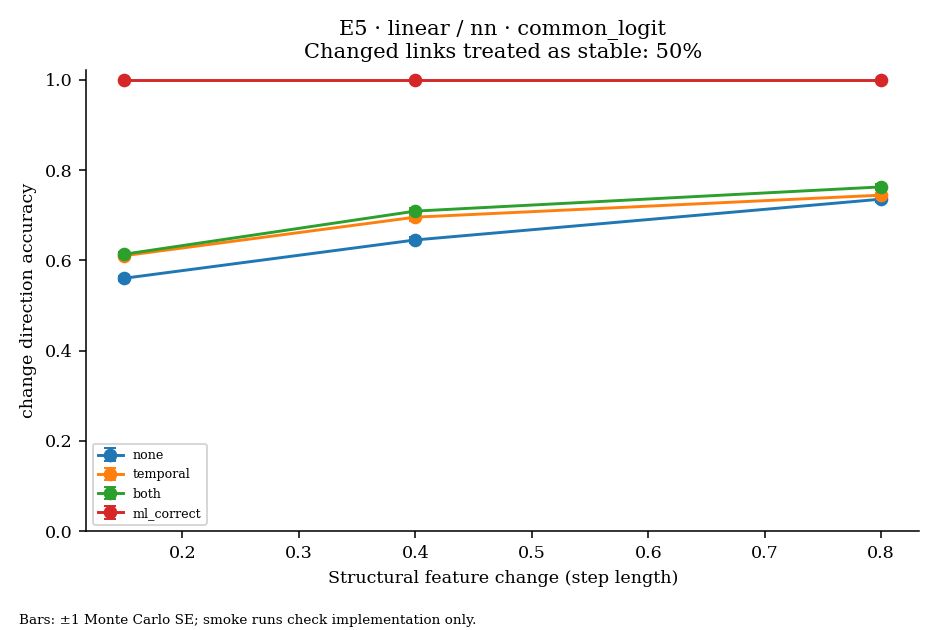 E5 · linear / nn · common_logit
Changed links treated as stable: 50%
change direction accuracy
1.0
0.8
0.6
0.4
0.2
0.0
none
temporal
both
ml_correct
0.2 0.3 0.4 0.5 0.6 0.7 0.8
Structural feature change (step length)
Bars: ±1 Monte Carlo SE; smoke runs check implementation only.